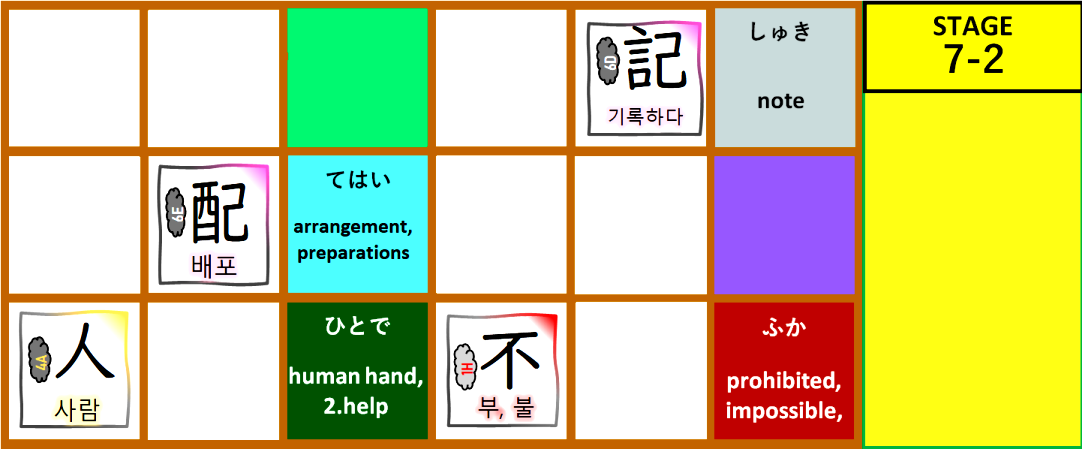 6D
記
기록하다
しゅき
note
STAGE
7-2
6E
配
배포
てはい
arrangement,
preparations
4A
人
사람
ひとで
human hand,
2.help
1H
不
부, 불
ふか
prohibited,
impossible,